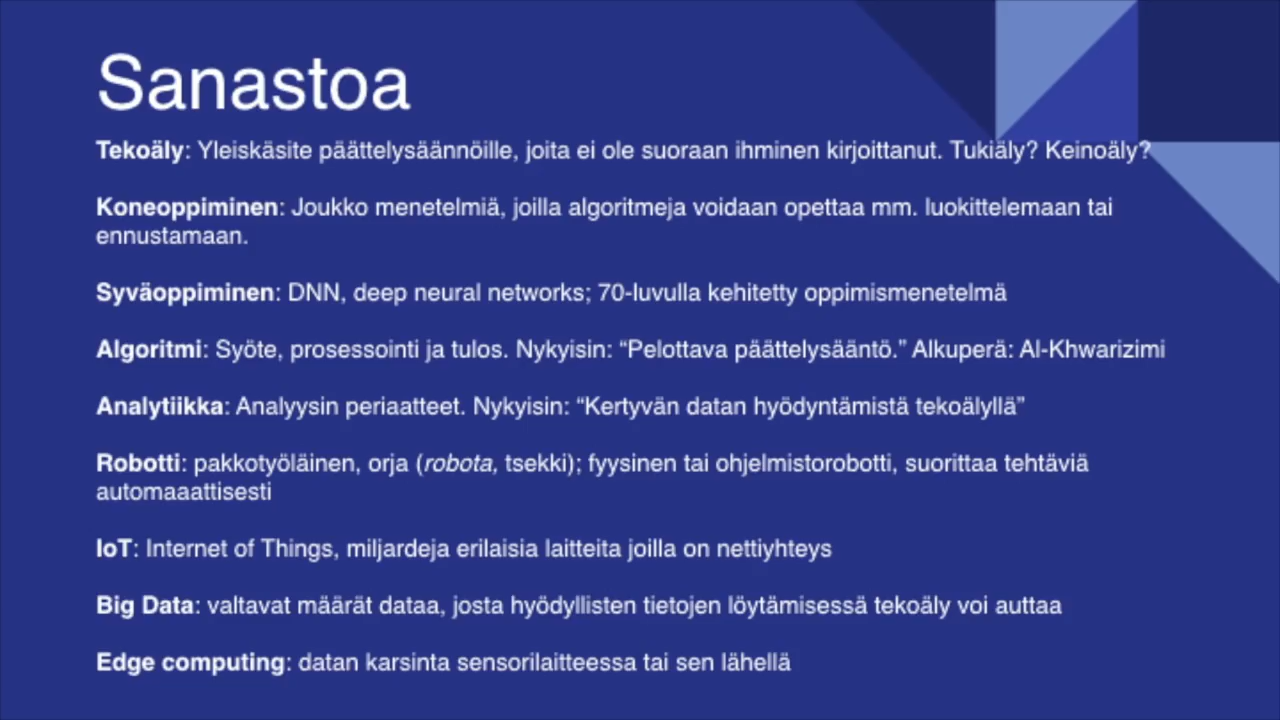 Sanastoa
Tekoäly: Yleiskäsite päättelysäännöille, joita ei ole suoraan ihminen kirjoittanut. Tukiäly? Keinoäly?
Koneoppiminen: Joukko menetelmiä, joilla algoritmeja voidaan opettaa mm. luokittelemaan tai
ennustamaan.
Syväoppiminen: DNN, deep neural networks; 70-luvulla kehitetty oppimismenetelmä
Algoritmi: Syöte, prosessointi ja tulos. Nykyisin: “Pelottava päättelysääntö.” Alkuperä: Al-Khwarizimi
Analytiikka: Analyysin periaatteet. Nykyisin: “Kertyvän datan hyödyntämistä tekoälyllä”
Robotti: pakkotyöläinen, orja (robota, tsekki); fyysinen tai ohjelmistorobotti, suorittaa tehtäviä
automaaattisesti
IoT: Internet of Things, miljardeja erilaisia laitteita joilla on nettiyhteys
Big Data: valtavat määrät dataa, josta hyödyllisten tietojen löytämisessä tekoäly voi auttaa
Edge computing: datan karsinta sensorilaitteessa tai sen lähellä